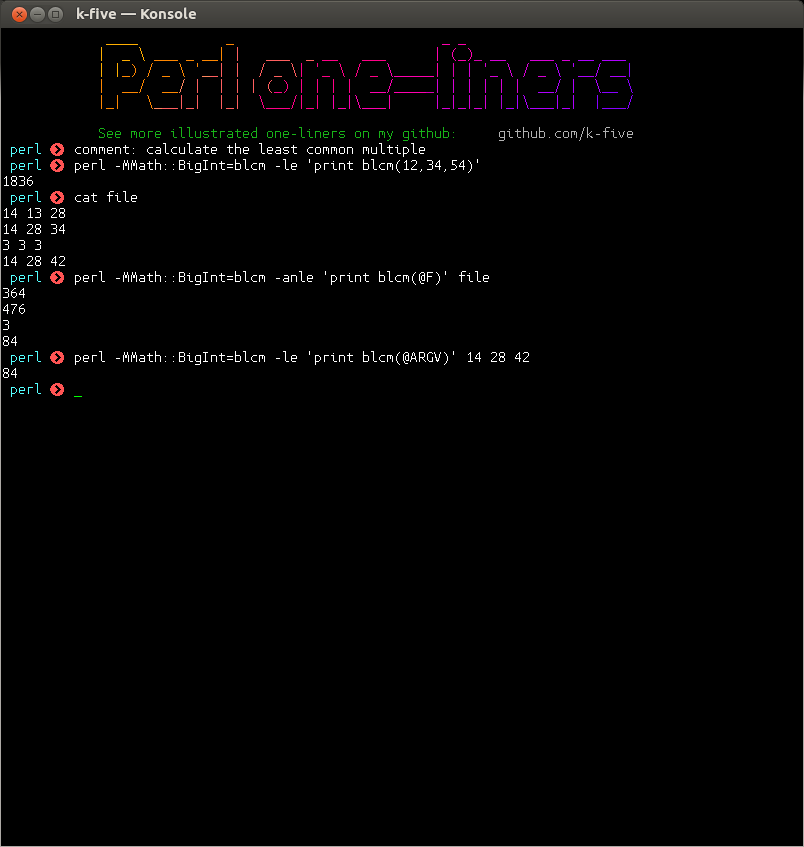 k-five — Konsole
Perl one-liners
See more illustrated one-liners on my github: github.com/k-five
perl comment: calculate the least common multiple
perl perl -MMath::BigInt=blcm -le 'print blcm(12,34,54)'
1836
perl cat file
14 13 28
14 28 34
3 3 3
14 28 42
perl perl -MMath::BigInt=blcm -anle 'print blcm(@F)' file
364
476
3
84
perl perl -MMath::BigInt=blcm -le 'print blcm(@ARGV)' 14 28 42
84
perl _